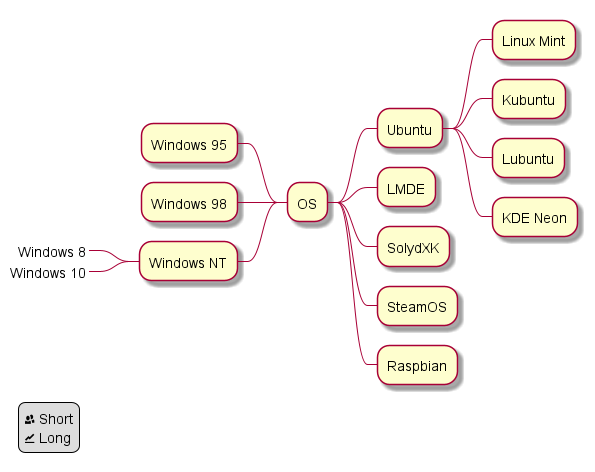 Linux Mint
Kubuntu
Ubuntu
Windows 95
Lubuntu
LMDE
Windows 98
OS
KDE Neon
SolydXK
Windows 8
Windows NT
Windows 10
SteamOS
Raspbian
Short
Long